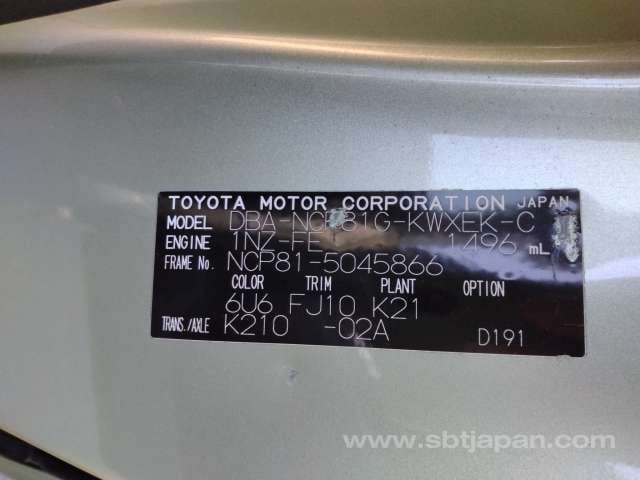 TOYOTA MOTOR CORPORATION JAPAN
MODEL DBA-NCP81G-KWXEK-C
ENGINE 1NZ-FE 1496 mL
FRAME No. NCP81-5045866
COLOR TRIM PLANT OPTION
6U6 FJ10 K21
TRANS./AXLE K210 -02A D191
www.sbtjapan.com